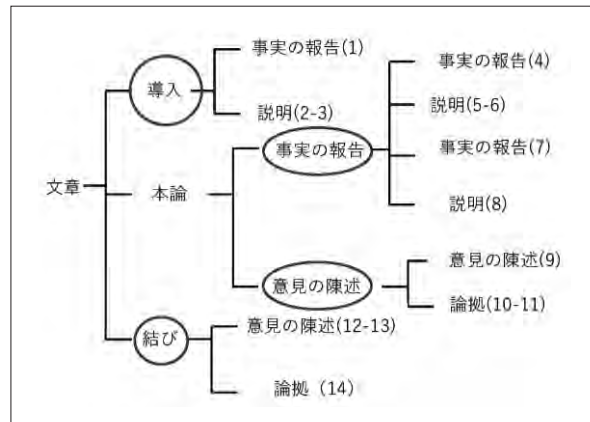 文章
導入
事実の報告(1)
説明(2-3)
本論
事実の報告
事実の報告(4)
説明(5-6)
事実の報告(7)
説明(8)
意見の陳述
意見の陳述(9)
論拠(10-11)
結び
意見の陳述(12-13)
論拠（14）